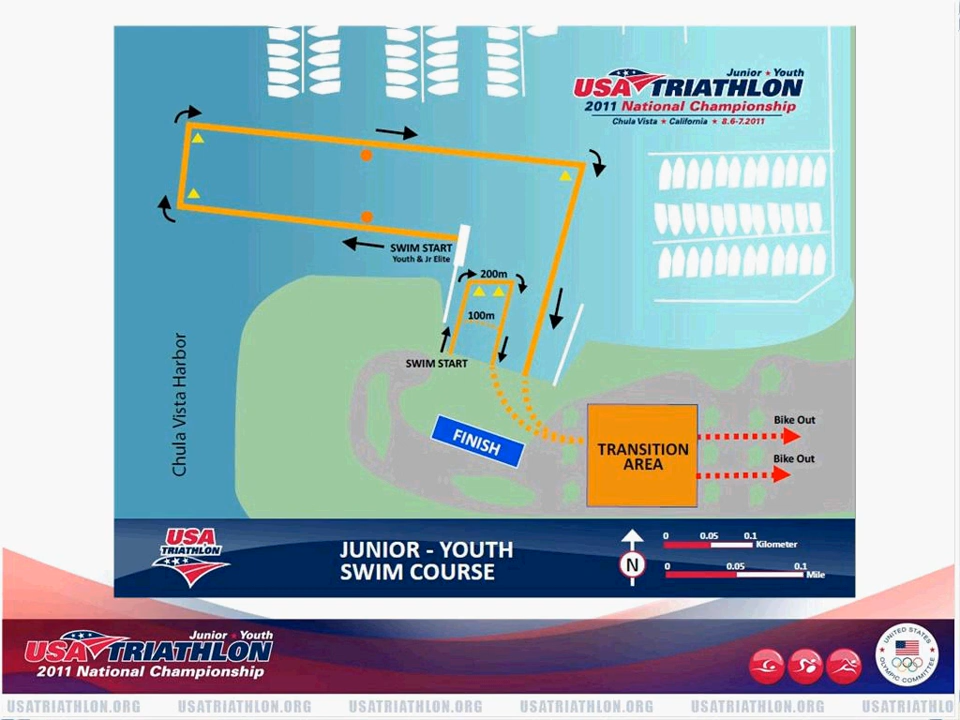 Junior ★ Youth
USA TRIATHLON
2011 National Championship
Chula Vista ★ California ★ 8.6-7.2011
SWIM START
Youth & Jr Elite
200m
100m
SWIM START
Chula Vista Harbor
FINISH
TRANSITION
AREA
Bike Out
Bike Out
USA
TRIATHLON
JUNIOR - YOUTH
SWIM COURSE
N
0 0.05 0.1
Kilometer
0 0.05 0.1
Mile
Junior ★ Youth
USA TRIATHLON
2011 National Championship
UNITED STATES
OLYMPIC COMMITTEE
USATRIATHLON.ORG USATRIATHLON.ORG USATRIATHLON.ORG USATRIATHLON.ORG USATRIATHLON.ORG USATRIATHLO